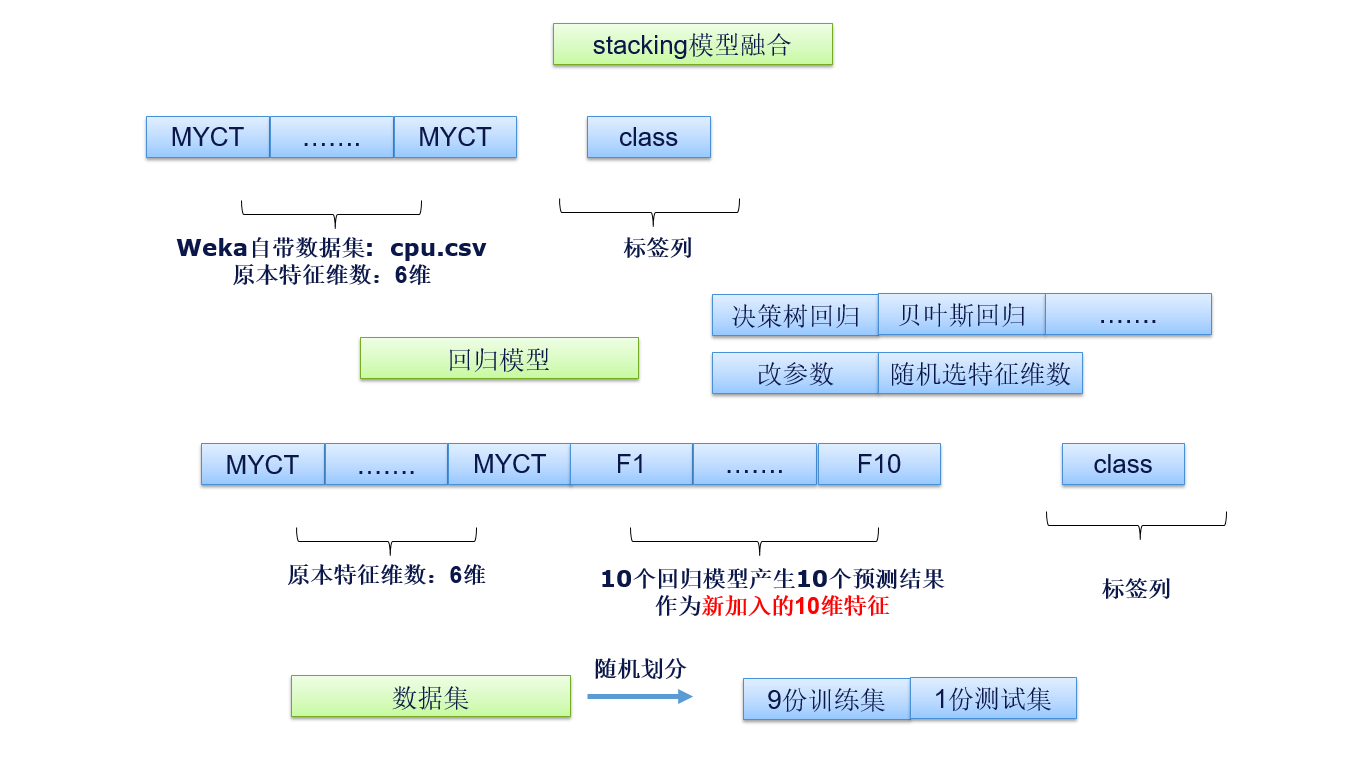 stacking模型融合
MYCT
…….
MYCT
class
Weka自带数据集：cpu.csv
原本特征维数：6维
标签列
决策树回归
贝叶斯回归
…….
回归模型
改参数
随机选特征维数
MYCT
…….
MYCT
F1
…….
F10
class
原本特征维数：6维
10个回归模型产生10个预测结果
作为新加入的10维特征
标签列
数据集
随机划分
9份训练集
1份测试集